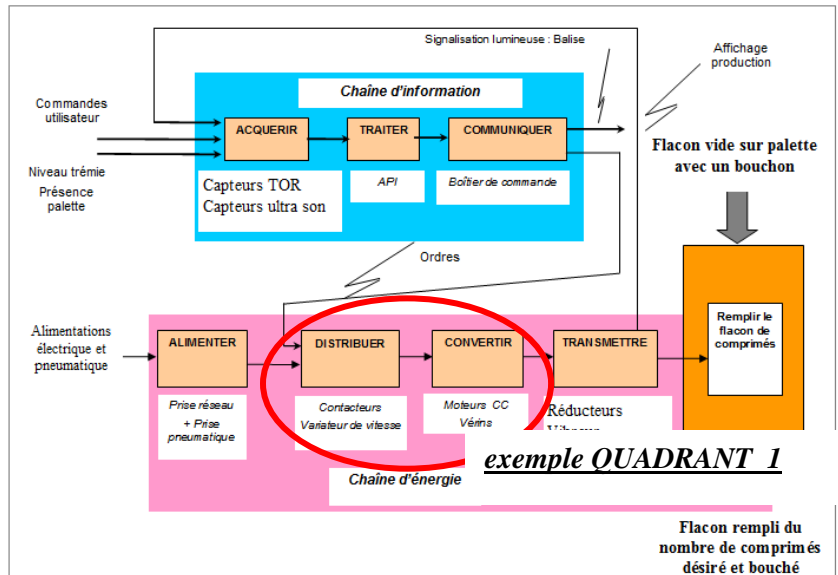 Signalisation lumineuse : Balise
Affichage
production
Chaîne d'information
Commandes
utilisateur
ACQUERIR
TRAITER
COMMUNIQUER
Flacon vide sur palette
avec un bouchon
Niveau trémie
Présence
palette
Capteurs TOR
Capteurs ultra son
API
Boîtier de commande
Ordres
Alimentations
électrique et
pneumatique
ALIMENTER
DISTRIBUER
CONVERTIR
TRANSMETTRE
Remplir le
flacon de
comprimés
Prise réseau
+ Prise
pneumatique
Contacteurs
Variateur de vitesse
Moteurs CC
Vérins
Réducteurs
exemple QUADRANT 1
Chaîne d'énergie
Flacon rempli du
nombre de comprimés
désiré et bouché